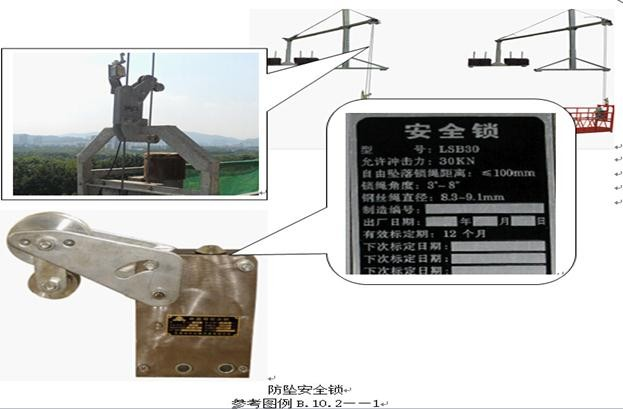 安全锁
型 号: LSB30
允许冲击力: 30KN
自由坠落锁绳距离: ≤100mm
锁绳角度: 3°-8°
钢丝绳直径: 8.3-9.1mm
制造编号:
出厂日期: 年 月 日
有效标定期: 12 个月
下次标定日期:
下次标定日期:
下次标定日期:
防坠安全锁
参考图例 B.10.2——1